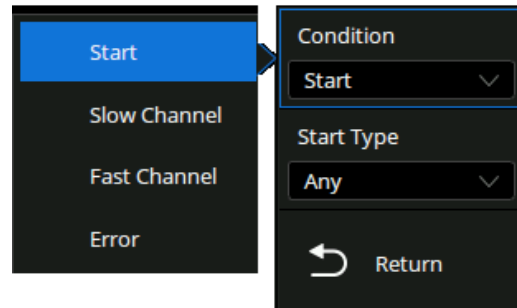 Start
Slow Channel
Fast Channel
Error
Condition
Start
Start Type
Any
Return